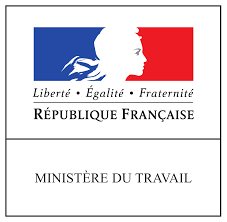 Liberté • Égalité • Fraternité
RÉPUBLIQUE FRANÇAISE
MINISTÈRE DU TRAVAIL